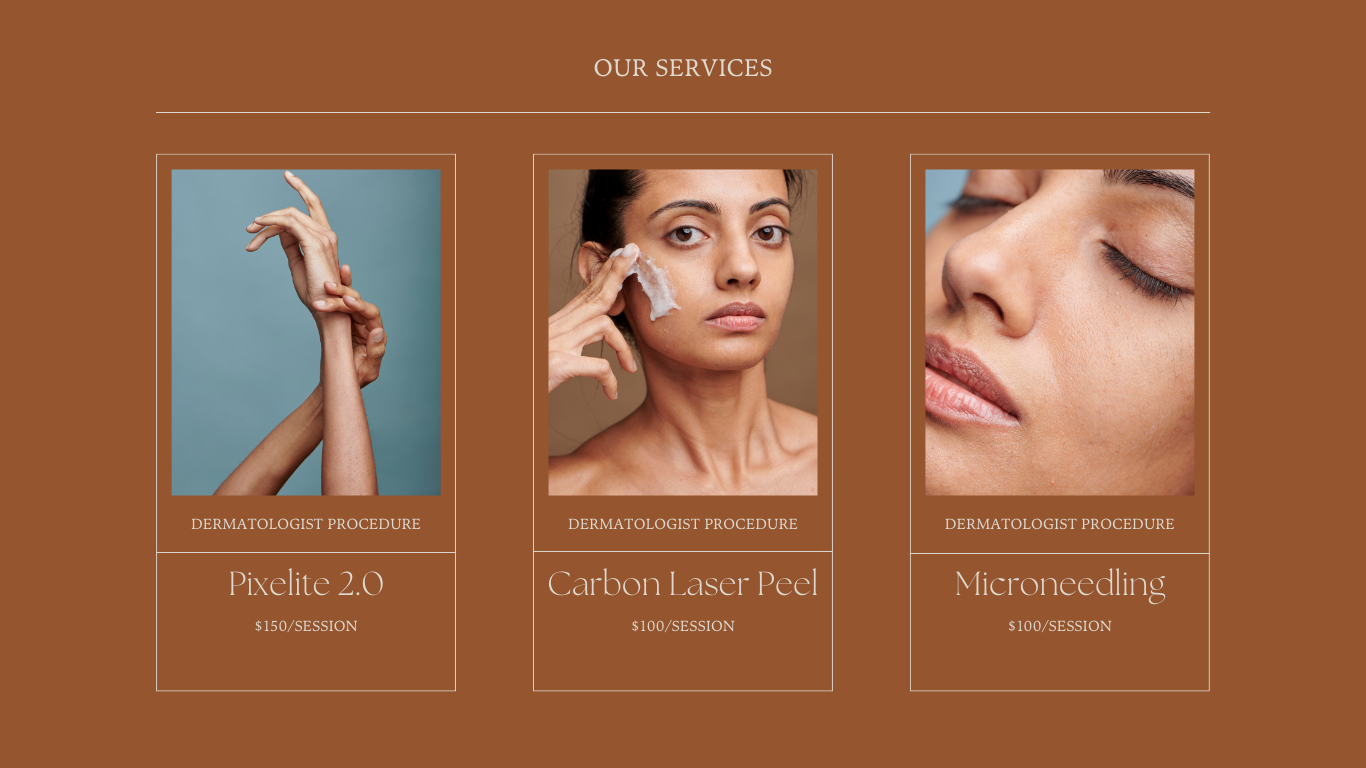 OUR SERVICES
DERMATOLOGIST PROCEDURE
Pixelite 2.0
$150/SESSION
DERMATOLOGIST PROCEDURE
Carbon Laser Peel
$100/SESSION
DERMATOLOGIST PROCEDURE
Microneedling
$100/SESSION